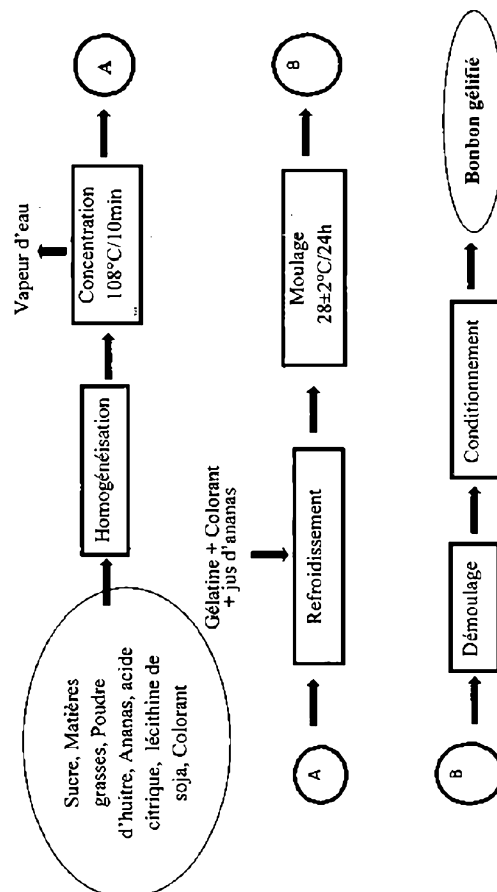 Sucre, Matières
grasses, Poudre
d'huitre, Ananas, acide
citrique, lécithine de
soja, Colorant
Homogénéisation
Vapeur d'eau
Concentration
108°C/10min
A
A
Gélatine + Colorant
+ jus d'ananas
Refroidissement
Moulage
28±2°C/24h
B
B
Démoulage
Conditionnement
Bonbon gélifié